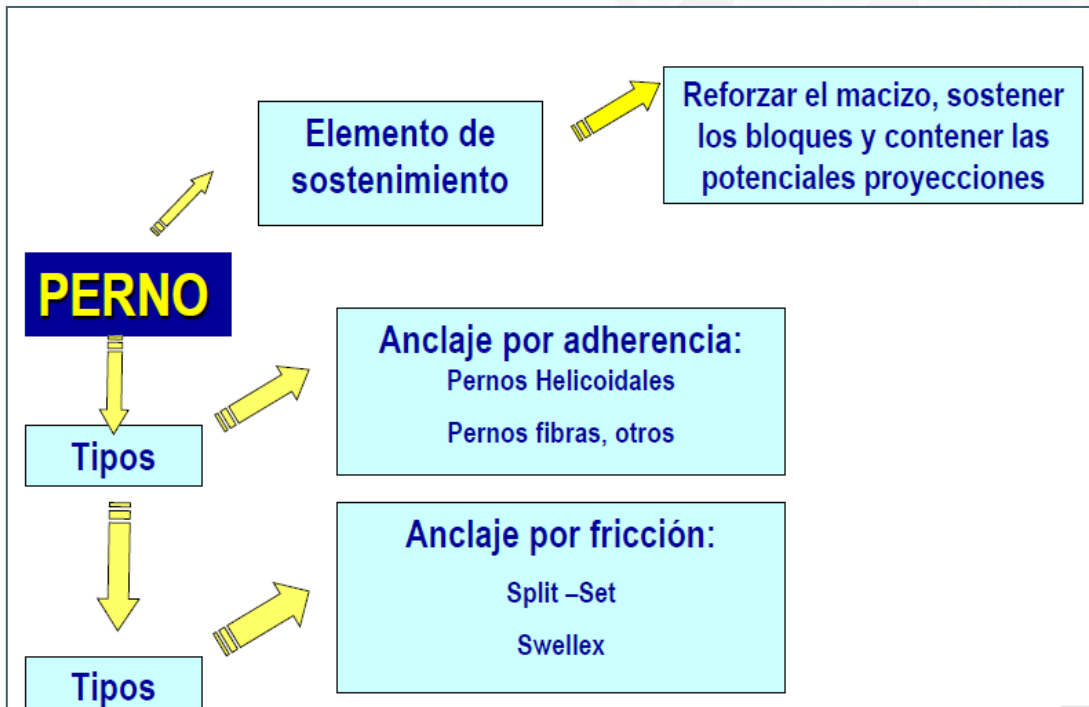 Elemento de
sostenimiento
Reforzar el macizo, sostener
los bloques y contener las
potenciales proyecciones
PERNO
Anclaje por adherencia:
Pernos Helicoidales
Pernos fibras, otros
Tipos
Anclaje por fricción:
Split –Set
Swellex
Tipos